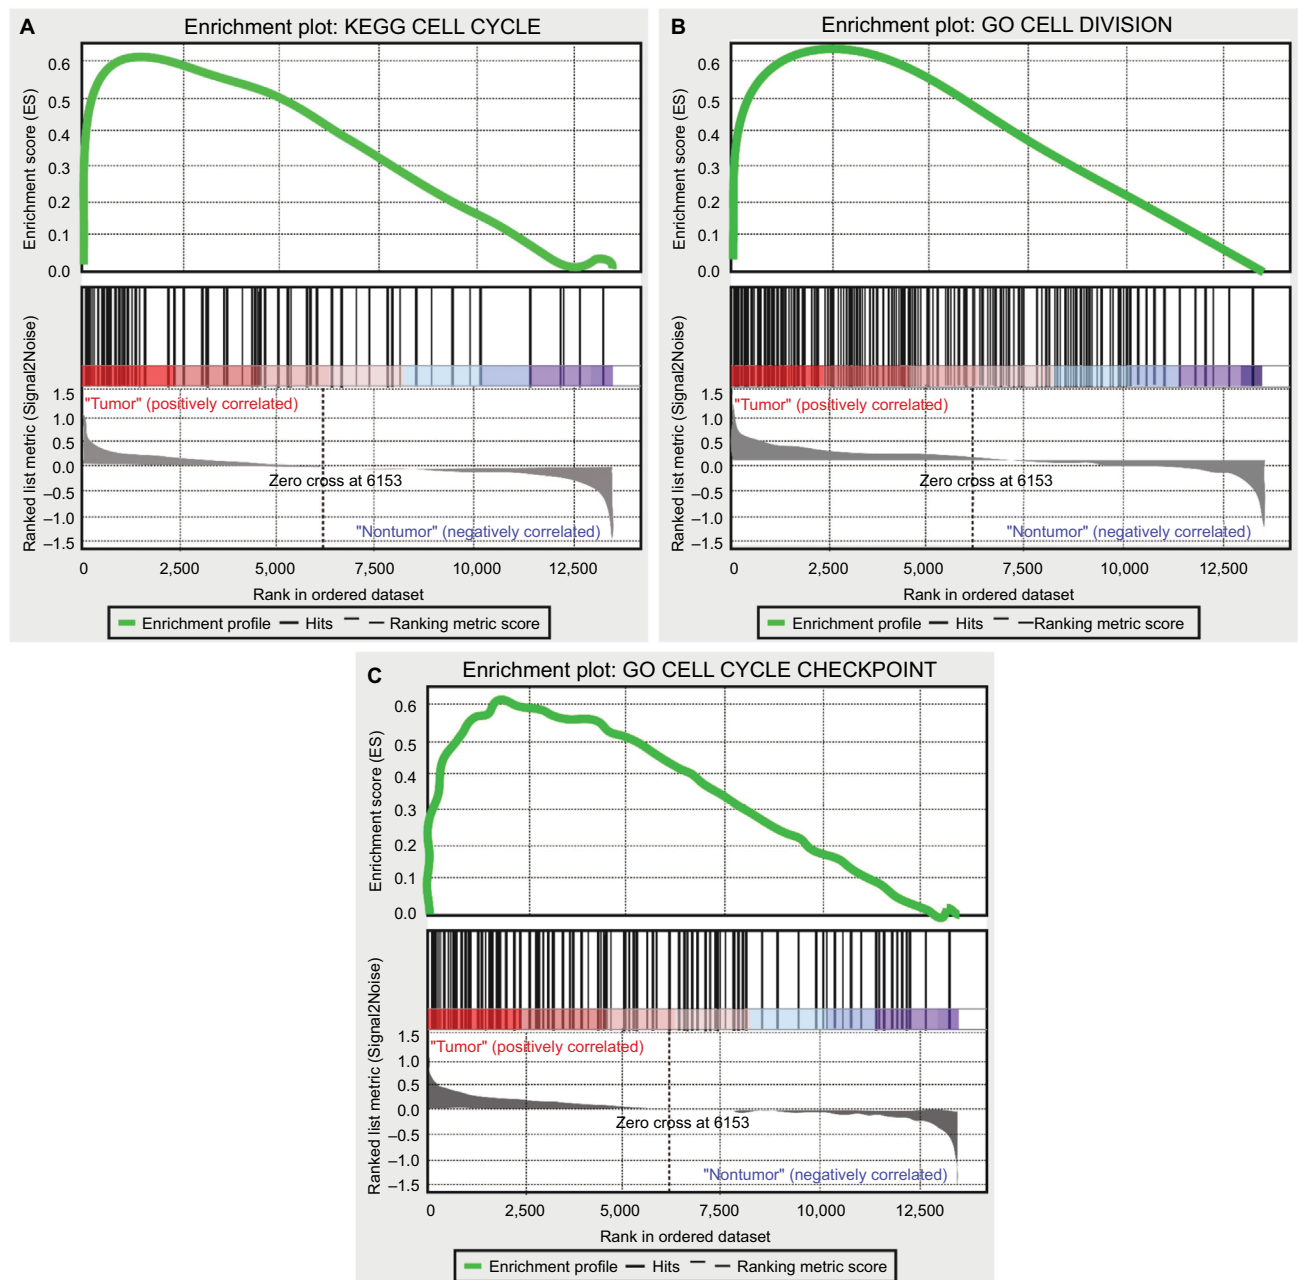 A
Enrichment plot: KEGG CELL CYCLE
Enrichment score (ES)
0.6
0.5
0.4
0.3
0.2
0.1
0.0
Ranked list metric (Signal2Noise)
1.5
1.0
0.5
0.0
–0.5
–1.0
–1.5
"Tumor" (positively correlated)
Zero cross at 6153
"Nontumor" (negatively correlated)
0 2,500 5,000 7,500 10,000 12,500
Rank in ordered dataset
Enrichment profile Hits Ranking metric score
B
Enrichment plot: GO CELL DIVISION
Enrichment score (ES)
0.6
0.5
0.4
0.3
0.2
0.1
0.0
Ranked list metric (Signal2Noise)
1.5
1.0
0.5
0.0
–0.5
–1.0
–1.5
"Tumor" (positively correlated)
Zero cross at 6153
"Nontumor" (negatively correlated)
0 2,500 5,000 7,500 10,000 12,500
Rank in ordered dataset
Enrichment profile Hits Ranking metric score
C
Enrichment plot: GO CELL CYCLE CHECKPOINT
Enrichment score (ES)
0.6
0.5
0.4
0.3
0.2
0.1
0.0
Ranked list metric (Signal2Noise)
1.5
1.0
0.5
0.0
–0.5
–1.0
–1.5
"Tumor" (positively correlated)
Zero cross at 6153
"Nontumor" (negatively correlated)
0 2,500 5,000 7,500 10,000 12,500
Rank in ordered dataset
Enrichment profile Hits Ranking metric score